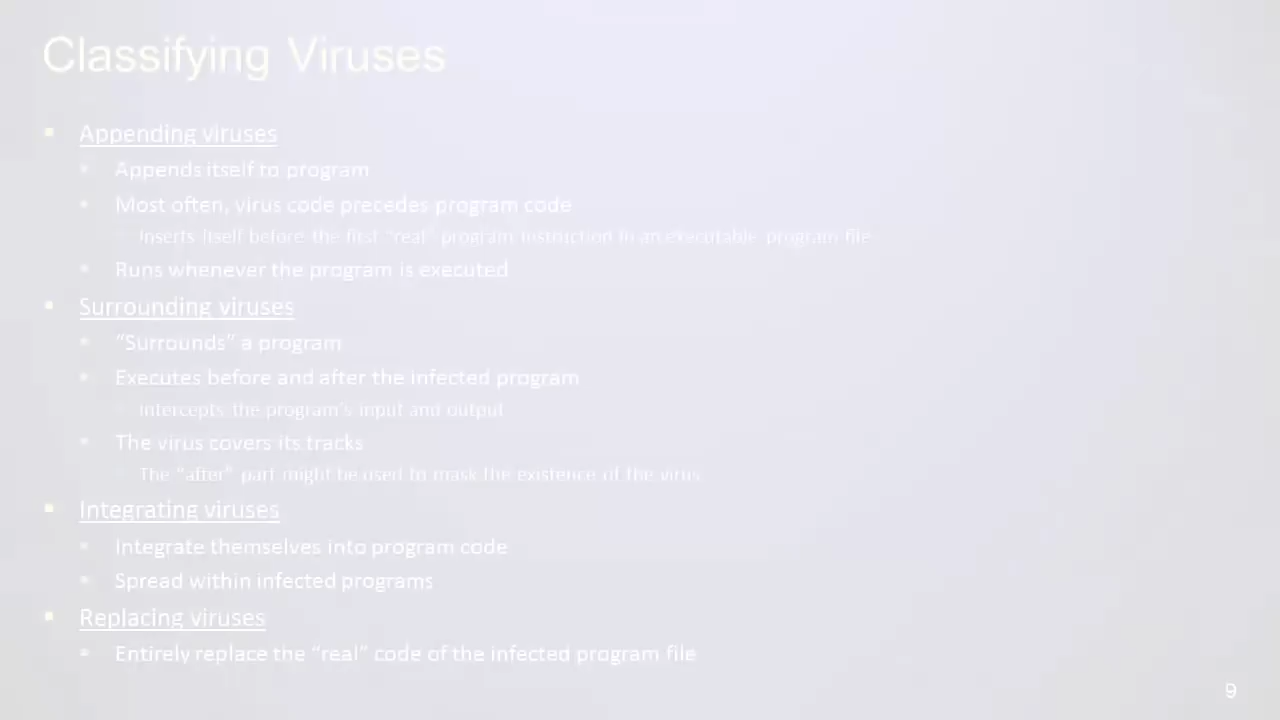 Classifying Viruses
Appending viruses
Appends itself to program
Most often, virus code precedes program code
Inserts itself before the first “real” program instruction in an executable program file
Runs whenever the program is executed
Surrounding viruses
“Surrounds” a program
Executes before and after the infected program
Intercepts the program's input and output
The virus covers its tracks
The “after” part might be used to mask the existence of the virus
Integrating viruses
Integrate themselves into program code
Spread within infected programs
Replacing viruses
Entirely replace the “real” code of the infected program file
9